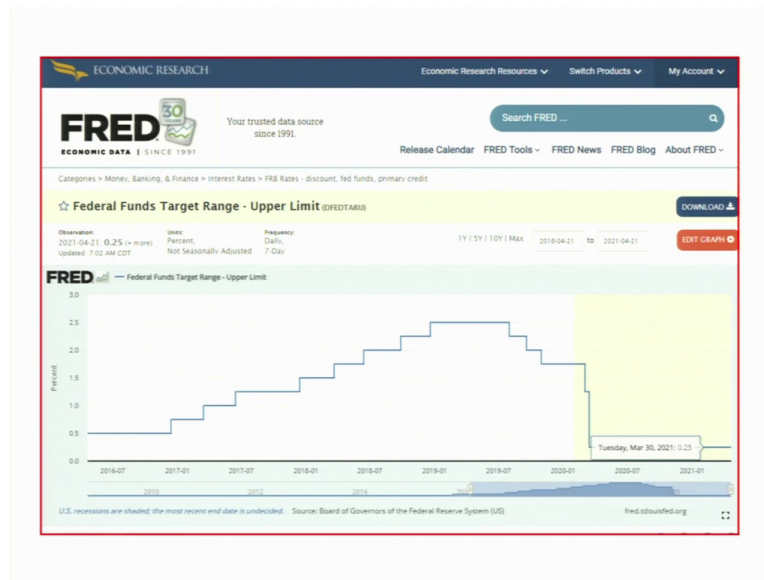 ECONOMIC RESEARCH
Economic Research Resources
Switch Products
My Account
FRED
30
YEARS
ECONOMIC DATA | SINCE 1991
Your trusted data source
since 1991.
Search FRED ...
Release Calendar
FRED Tools
FRED News
FRED Blog
About FRED
Categories > Money, Banking, & Finance > Interest Rates > FRB Rates - discount, fed funds, primary credit
Federal Funds Target Range - Upper Limit (DFEDTARU)
DOWNLOAD
Observation:
2021-04-21: 0.25 (+ more)
Updated: 7:02 AM CDT
Units:
Percent,
Not Seasonally Adjusted
Frequency:
Daily,
7-Day
1Y | 5Y | 10Y | Max
2016-04-21 to 2021-04-21
EDIT GRAPH
FRED
Federal Funds Target Range - Upper Limit
Percent
3.0
2.5
2.0
1.5
1.0
0.5
0.0
Tuesday, Mar 30, 2021: 0.25
2016-07 2017-01 2017-07 2018-01 2018-07 2019-01 2019-07 2020-01 2020-07 2021-01
2010 2012 2014
U.S. recessions are shaded; the most recent end date is undecided.
Source: Board of Governors of the Federal Reserve System (US)
fred.stlouisfed.org